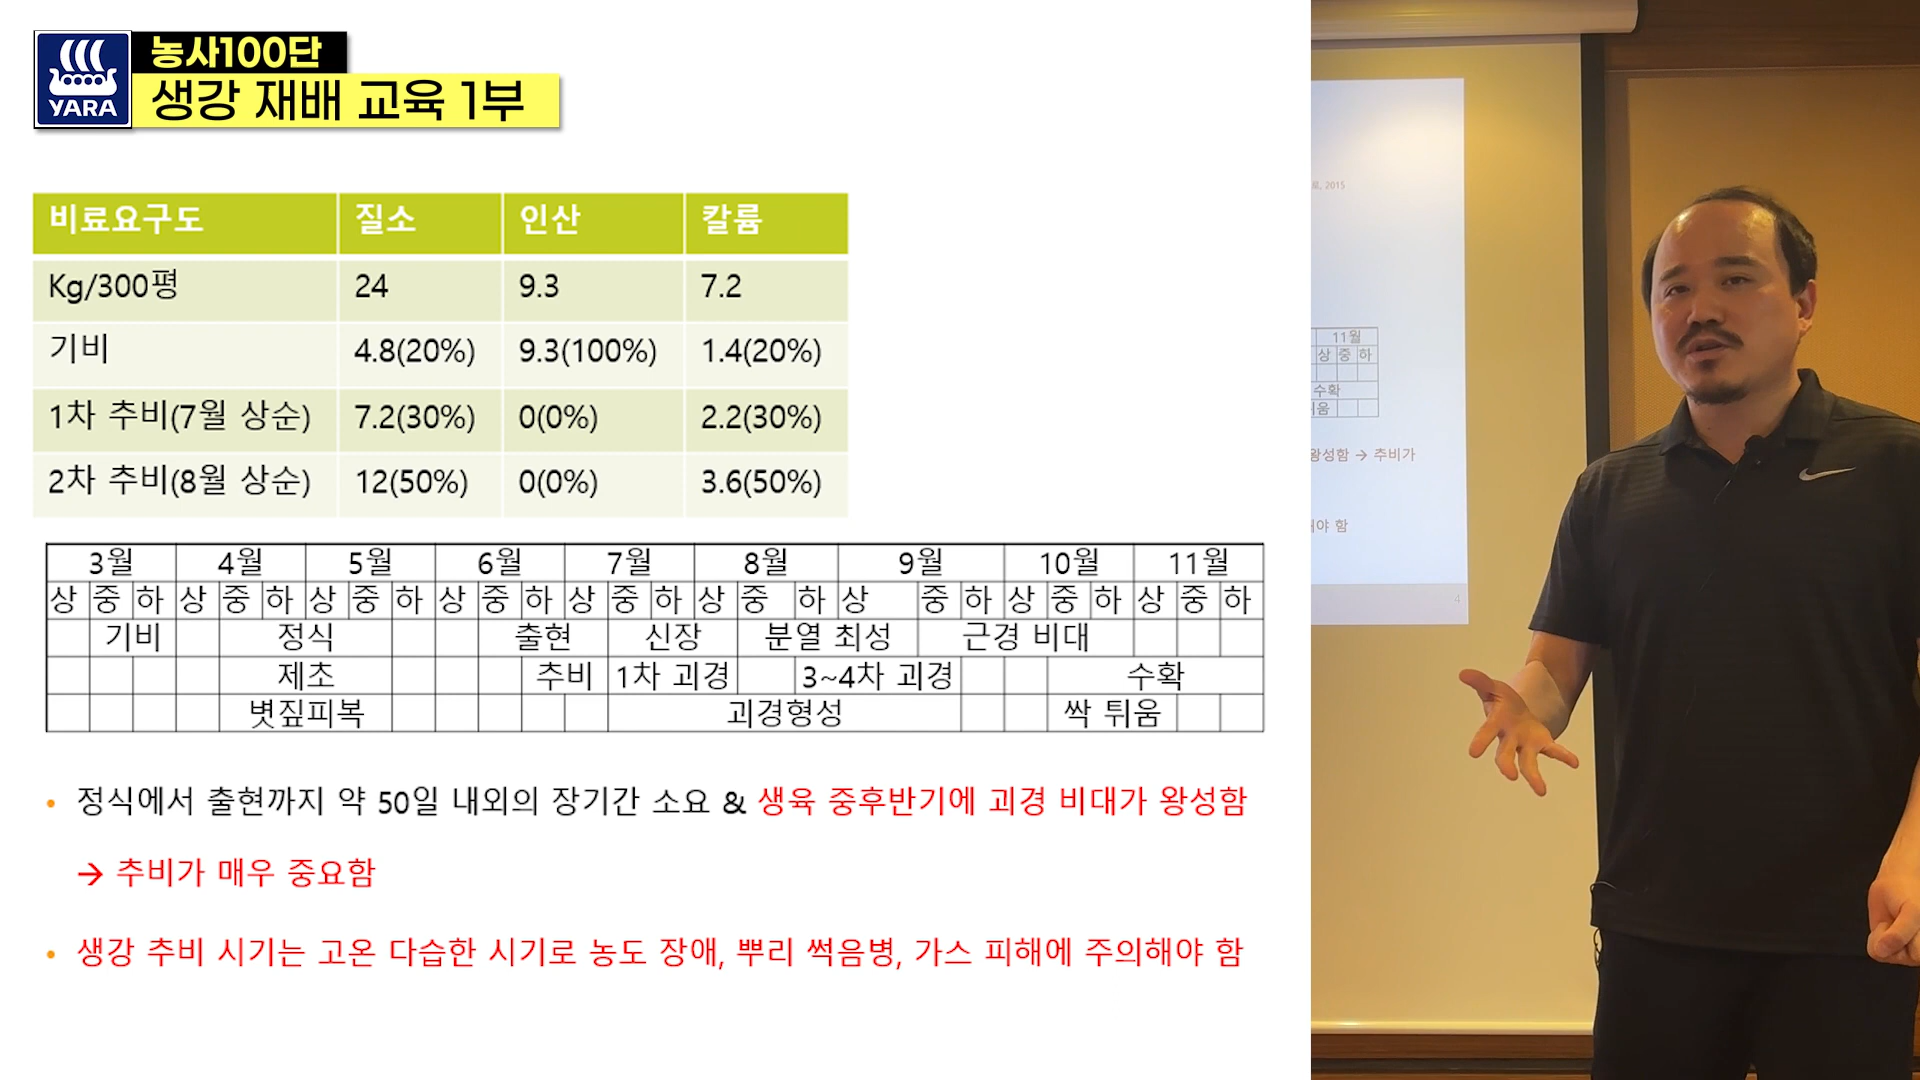 YARA
농사100단
생강 재배 교육 1부
비료요구도 질소 인산 칼륨
Kg/300평 24 9.3 7.2
기비 4.8(20%) 9.3(100%) 1.4(20%)
1차 추비(7월 상순) 7.2(30%) 0(0%) 2.2(30%)
2차 추비(8월 상순) 12(50%) 0(0%) 3.6(50%)
3월 4월 5월 6월 7월 8월 9월 10월 11월
상 중 하 상 중 하 상 중 하 상 중 하 상 중 하 상 중 하 상 중 하 상 중 하 상 중 하
기비 정식 출현 신장 분열 최성 근경 비대
제초 추비 1차 괴경 3~4차 괴경 수확
볏짚피복 괴경형성 싹 틔움
• 정식에서 출현까지 약 50일 내외의 장기간 소요 & 생육 중후반기에 괴경 비대가 왕성함
→ 추비가 매우 중요함
• 생강 추비 시기는 고온 다습한 시기로 농도 장애, 뿌리 썩음병, 가스 피해에 주의해야 함
, 2015
11월
상 중 하
수확
움
왕성함 → 추비가
야 함
4